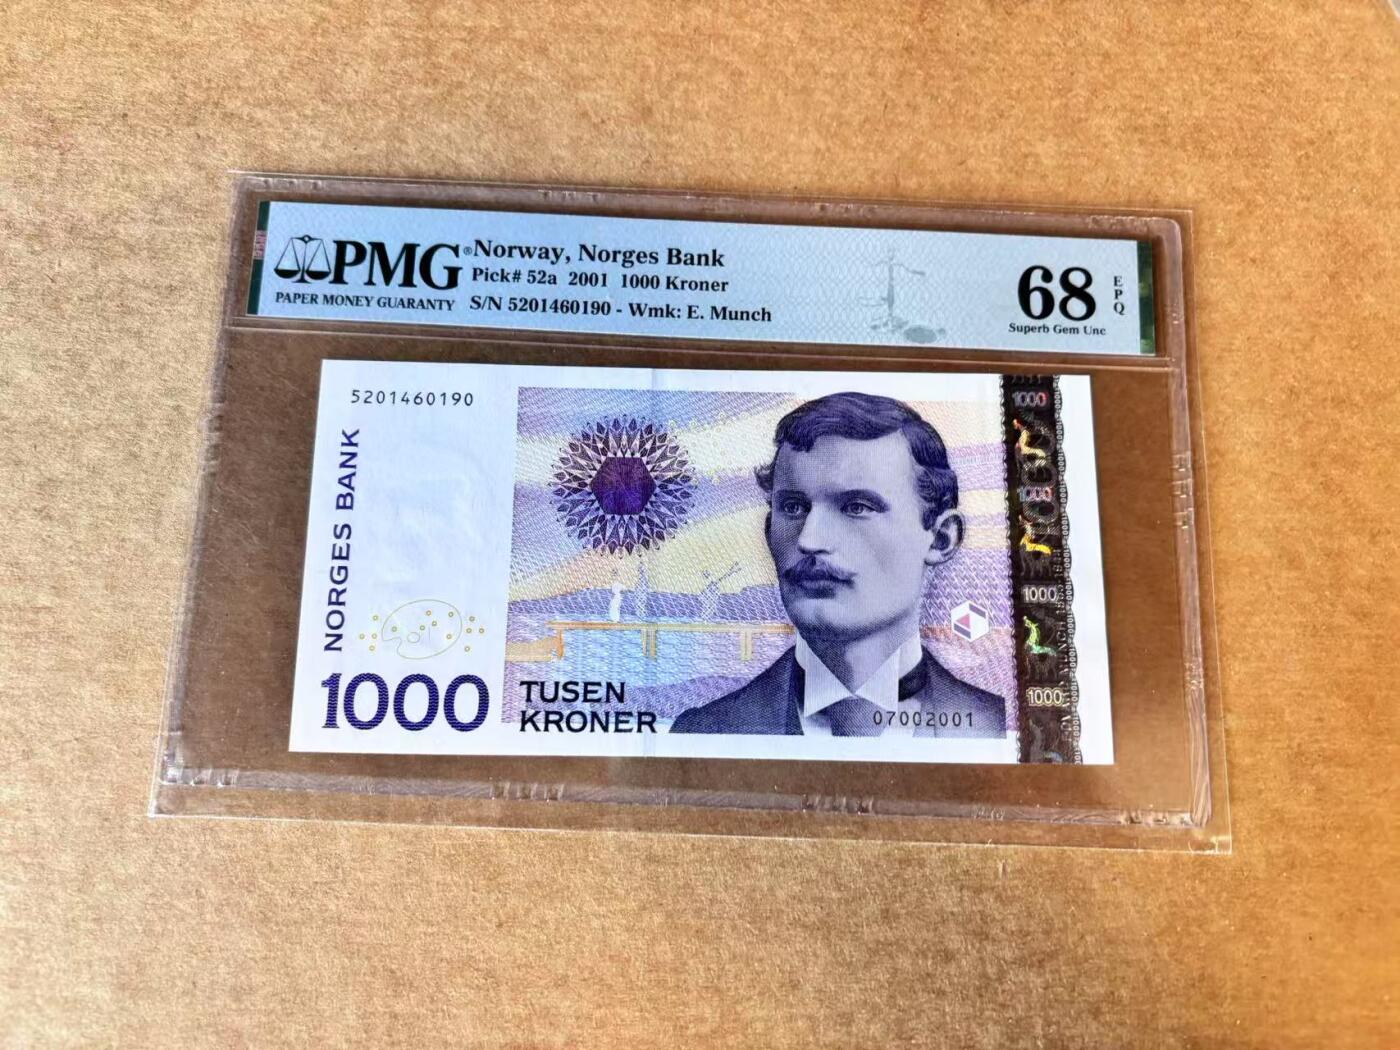 PMG®
PAPER MONEY GUARANTY
Norway, Norges Bank
Pick# 52a 2001 1000 Kroner
S/N 5201460190 - Wmk: E. Munch
68
EPQ
Superb Gem Unc
5201460190
NORGES BANK
1000
TUSEN
KRONER
07002001
1000
1000
1000
1000